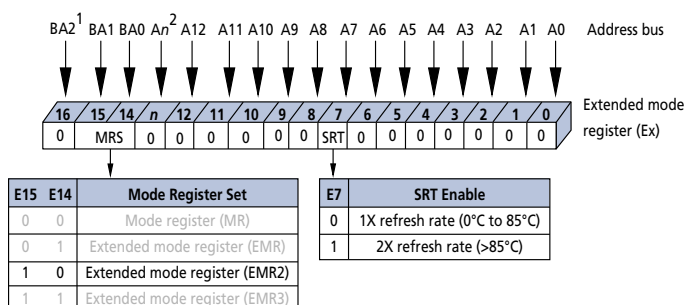 BA2¹ BA1 BA0 An² A12 A11 A10 A9 A8 A7 A6 A5 A4 A3 A2 A1 A0 Address bus
16 15 14 n 12 11 10 9 8 7 6 5 4 3 2 1 0 Extended mode
register (Ex)
0 MRS 0 0 0 0 0 0 SRT 0 0 0 0 0 0 0
E15 E14 Mode Register Set
0 0 Mode register (MR)
0 1 Extended mode register (EMR)
1 0 Extended mode register (EMR2)
1 1 Extended mode register (EMR3)
E7 SRT Enable
0 1X refresh rate (0°C to 85°C)
1 2X refresh rate (>85°C)